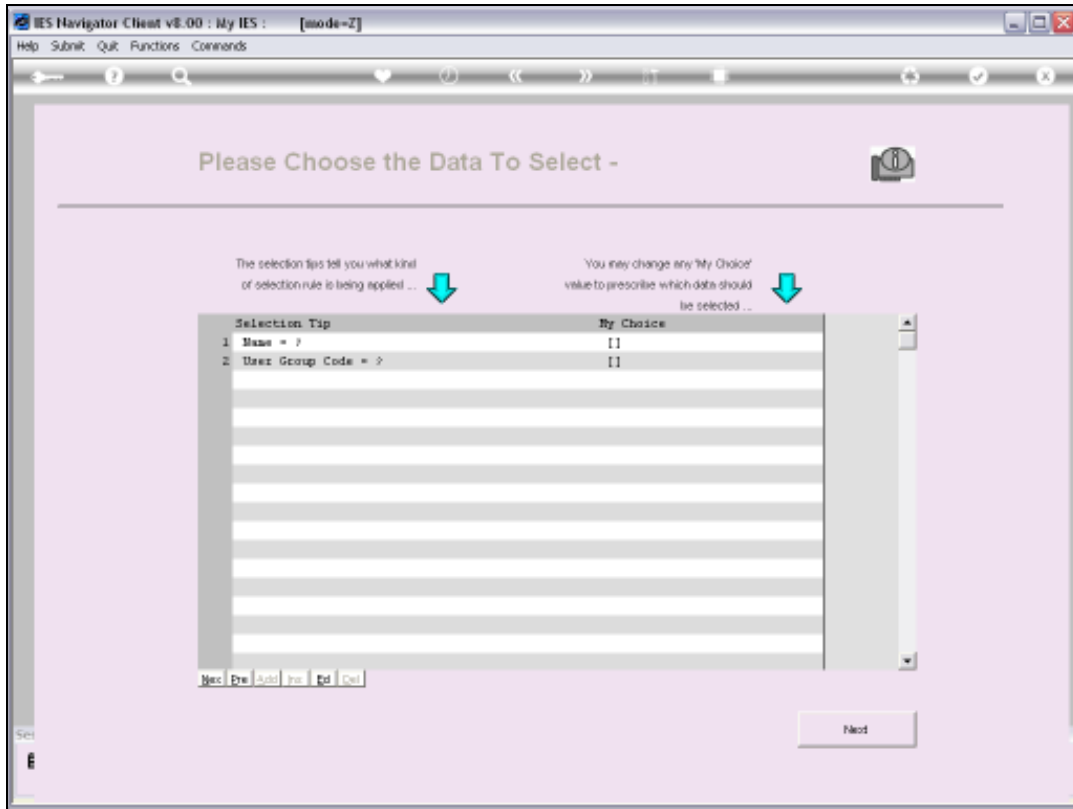 IES Navigator Client v8.00 : My IES : [mode=Z]
Help Submit Quit Functions Commands
Please Choose the Data To Select -
The selection tips tell you what kind
of selection rule is being applied ...
You may change any 'My Choice'
value to prescribe which data should
be selected ...
Selection Tip My Choice
1 Name = ? []
2 User Group Code = ? []
Nex Pre Add Ins Ed Del
Next
Se